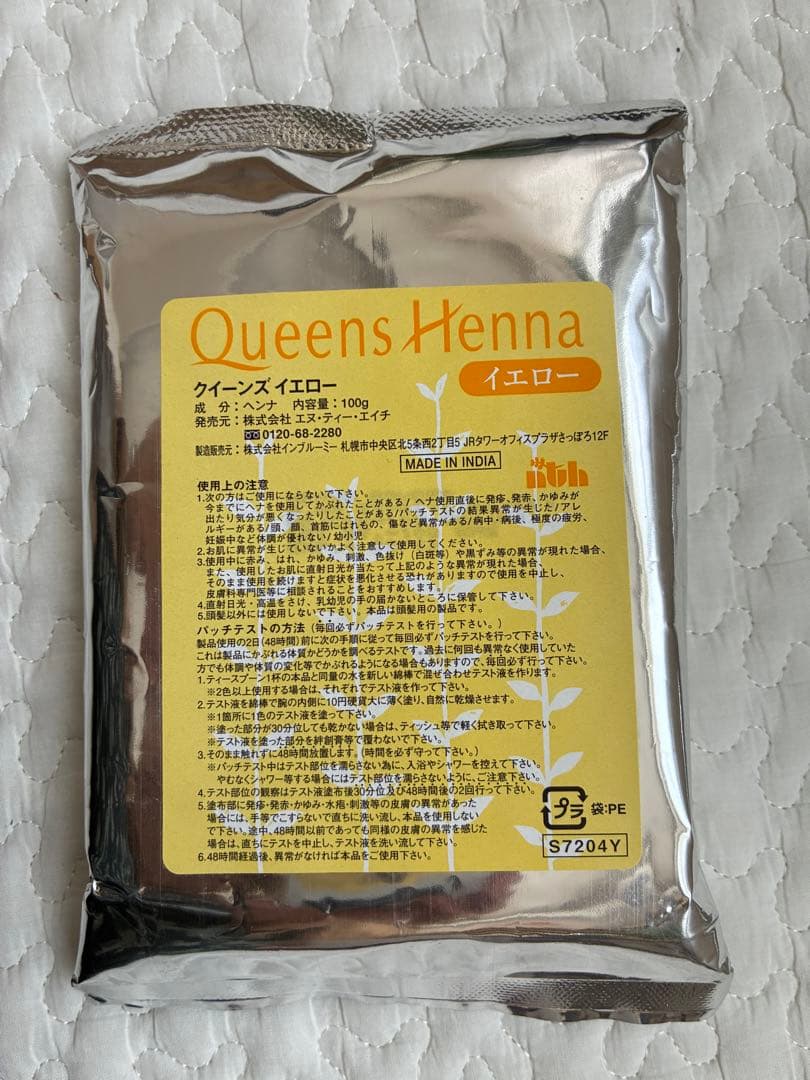 Queens Henna
イエロー
クイーンズ イエロー
成 分：ヘンナ 内容量：100g
発売元：株式会社 エヌ・ティー・エイチ
0120-68-2280
製造販売元：株式会社インブルーミー 札幌市中央区北5条西2丁目5 JRタワーオフィスプラザさっぽろ12F
MADE IN INDIA
nth
使用上の注意
1.次の方はご使用にならないで下さい。
今までにヘナを使用してかぶれたことがある/ ヘナ使用直後に発疹、発赤、かゆみが
出たり気分が悪くなったりしたことがある/パッチテストの結果異常が生じた/アレ
ルギーがある/頭、顔、首筋にはれもの、傷など異常がある/病中・病後、極度の疲労、
妊娠中など体調が優れない/ 幼小児
2.お肌に異常が生じていないかよく注意して使用してください。
3.使用中に赤み、はれ、かゆみ、刺激、色抜け（白斑等）や黒ずみ等の異常が現れた場合、
また、使用したお肌に直射日光が当たって上記のような異常が現れた場合、
そのまま使用を続けますと症状を悪化させる恐れがありますので使用を中止し、
皮膚科専門医等に相談されることをおすすめします。
4.直射日光・高温をさけ、乳幼児の手の届かないところに保管して下さい。
5.頭髪以外には使用しないで下さい。本品は頭髪用の製品です。
パッチテストの方法（毎回必ずパッチテストを行って下さい。）
製品使用の2日（48時間）前に次の手順に従って毎回必ずパッチテストを行って下さい。
これは製品にかぶれる体質かどうかを調べるテストです。過去に何回も異常なく使用していた
方でも体調や体質の変化等でかぶれるようになる場合もありますので、毎回必ず行って下さい。
1.ティースプーン1杯の本品と同量の水を新しい綿棒で混ぜ合わせテスト液を作ります。
※2色以上使用する場合は、それぞれでテスト液を作って下さい。
2.テスト液を綿棒で腕の内側に10円硬貨大に薄く塗り、自然に乾燥させます。
※1箇所に1色のテスト液を塗って下さい。
※塗った部分が30分位しても乾かない場合は、ティッシュ等で軽く拭き取って下さい。
※テスト液を塗った部分を絆創膏等で覆わないで下さい。
3.そのまま触れずに48時間放置します。（時間を必ず守って下さい。）
※パッチテスト中はテスト部位を濡らさない為に、入浴やシャワーを控えて下さい。
やむなくシャワー等する場合にはテスト部位を濡らさないように、ご注意下さい。
4.テスト部位の観察はテスト液塗布後30分位及び48時間後の2回行って下さい。
5.塗布部に発疹・発赤・かゆみ・水疱・刺激等の皮膚の異常があった
場合には、手等でこすらないで直ちに洗い流し、本品を使用しない
で下さい。途中、48時間以前であっても同様の皮膚の異常を感じた
場合は、直ちにテストを中止し、テスト液を洗い流して下さい。
6.48時間経過後、異常がなければ本品をご使用下さい。
プラ 袋:PE
S7204Y